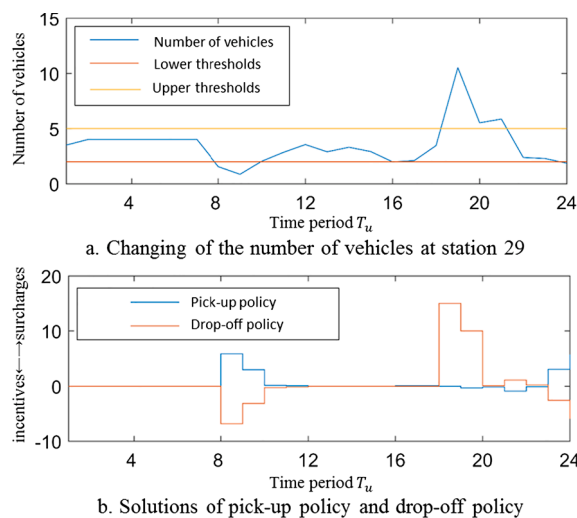 15
10
5
0
Number of vehicles
Number of vehicles
Lower thresholds
Upper thresholds
4
8
12
16
20
24
Time period Tu
a. Changing of the number of vehicles at station 29
20
10
0
-10
incentives←→surcharges
Pick-up policy
Drop-off policy
4
8
12
16
20
24
Time period Tu
b. Solutions of pick-up policy and drop-off policy